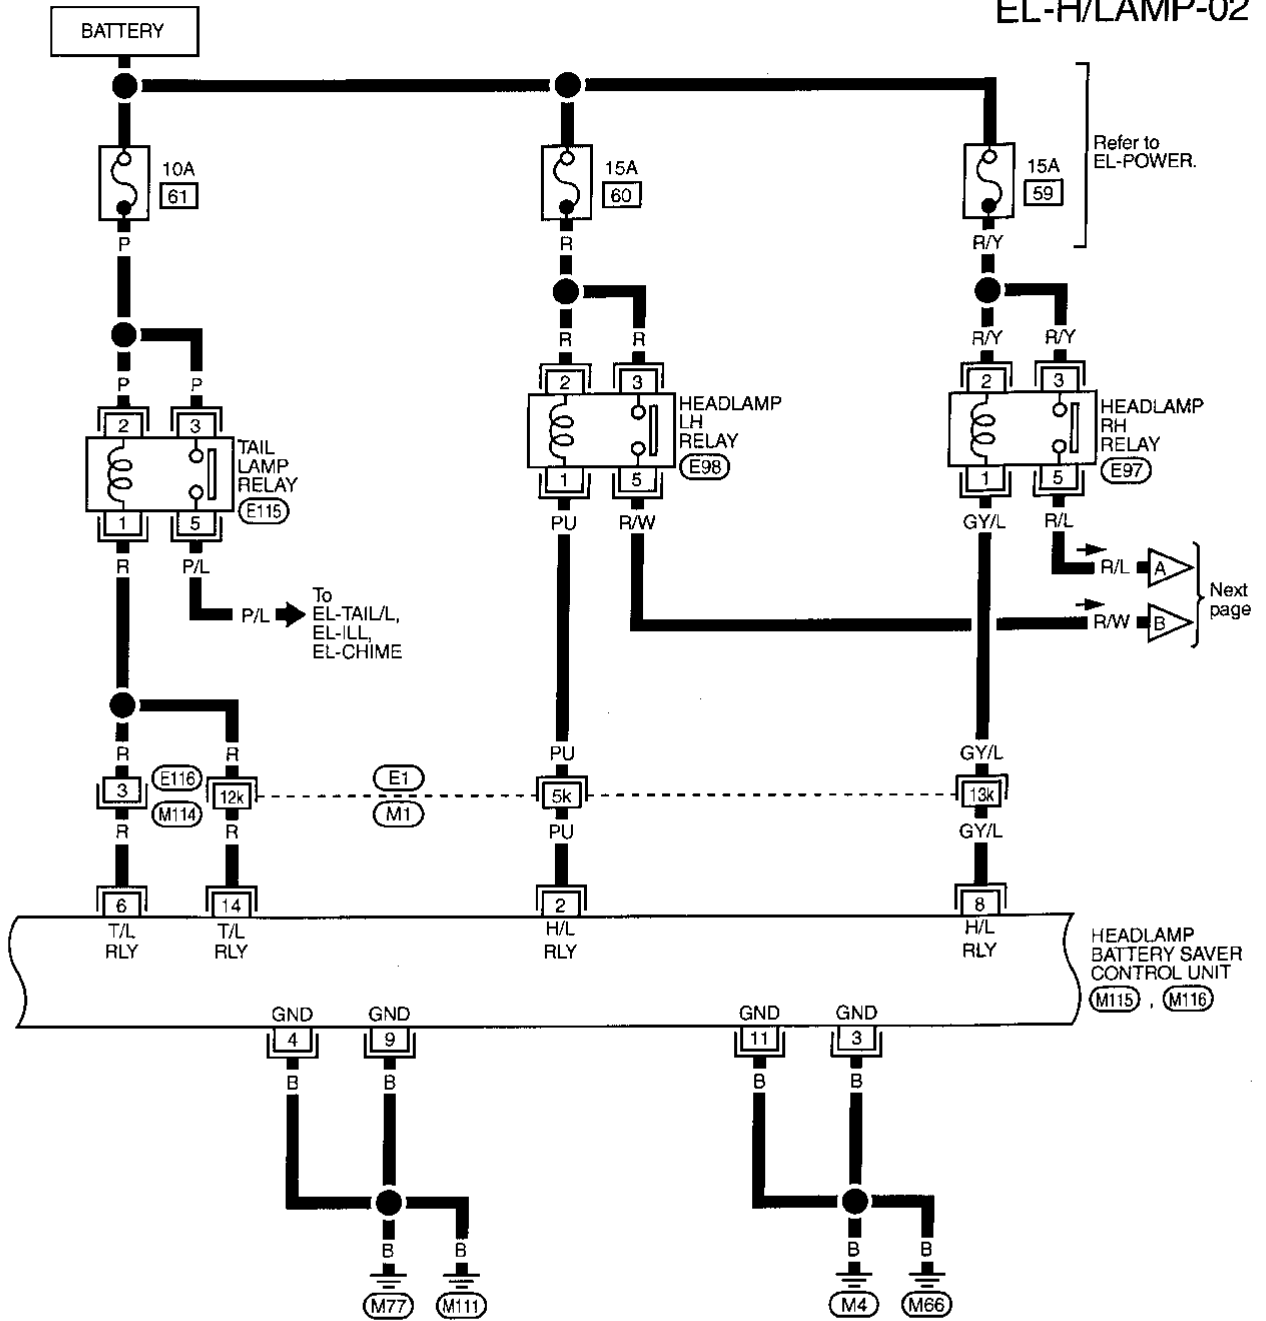 EL-H/LAMP-02
BATTERY
10A
61
15A
60
15A
59
Refer to
EL-POWER.
P
R
R/Y
P
P
R
R
R/Y
R/Y
2
3
TAIL
LAMP
RELAY
E115
1
5
2
3
HEADLAMP
LH
RELAY
E98
1
5
2
3
HEADLAMP
RH
RELAY
E97
1
5
R
P/L
PU
R/W
GY/L
R/L
P/L
To
EL-TAIL/L,
EL-ILL,
EL-CHIME
R/L
A
R/W
B
Next
page
R
R
PU
GY/L
3
E116
M114
12k
E1
M1
5k
13k
R
R
PU
GY/L
6
14
2
8
T/L
RLY
T/L
RLY
H/L
RLY
H/L
RLY
HEADLAMP
BATTERY SAVER
CONTROL UNIT
M115 , M116
GND
GND
GND
GND
4
9
11
3
B
B
B
B
B
B
B
B
M77
M111
M4
M66